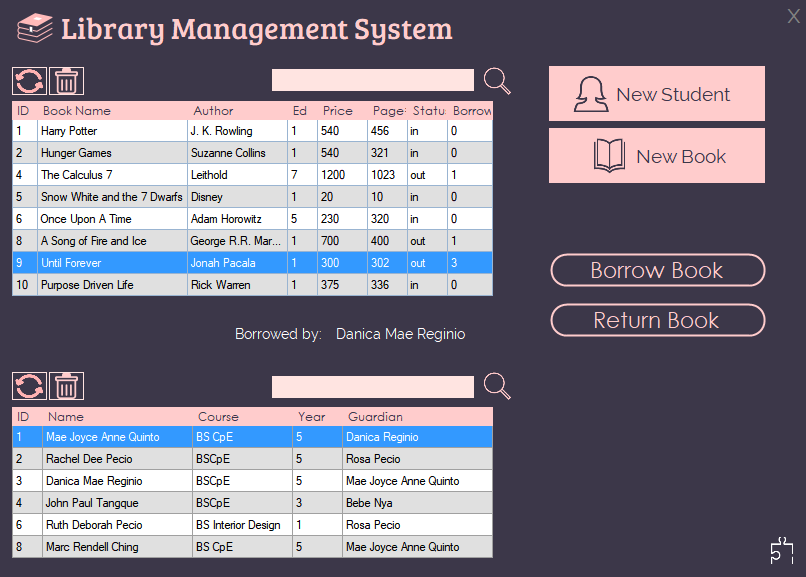 X
Library Management System
ID Book Name Author Ed Price Page Statu Borrow
1 Harry Potter J. K. Rowling 1 540 456 in 0
2 Hunger Games Suzanne Collins 1 540 321 in 0
4 The Calculus 7 Leithold 7 1200 1023 out 1
5 Snow White and the 7 Dwarfs Disney 1 20 10 in 0
6 Once Upon A Time Adam Horowitz 5 230 320 in 0
8 A Song of Fire and Ice George R.R. Mar... 1 700 400 out 1
9 Until Forever Jonah Pacala 1 300 302 out 3
10 Purpose Driven Life Rick Warren 1 375 336 in 0
New Student
New Book
Borrow Book
Return Book
Borrowed by: Danica Mae Reginio
ID Name Course Year Guardian
1 Mae Joyce Anne Quinto BS CpE 5 Danica Reginio
2 Rachel Dee Pecio BSCpE 5 Rosa Pecio
3 Danica Mae Reginio BSCpE 5 Mae Joyce Anne Quinto
4 John Paul Tangque BSCpE 3 Bebe Nya
6 Ruth Deborah Pecio BS Interior Design 1 Rosa Pecio
8 Marc Rendell Ching BS CpE 5 Mae Joyce Anne Quinto